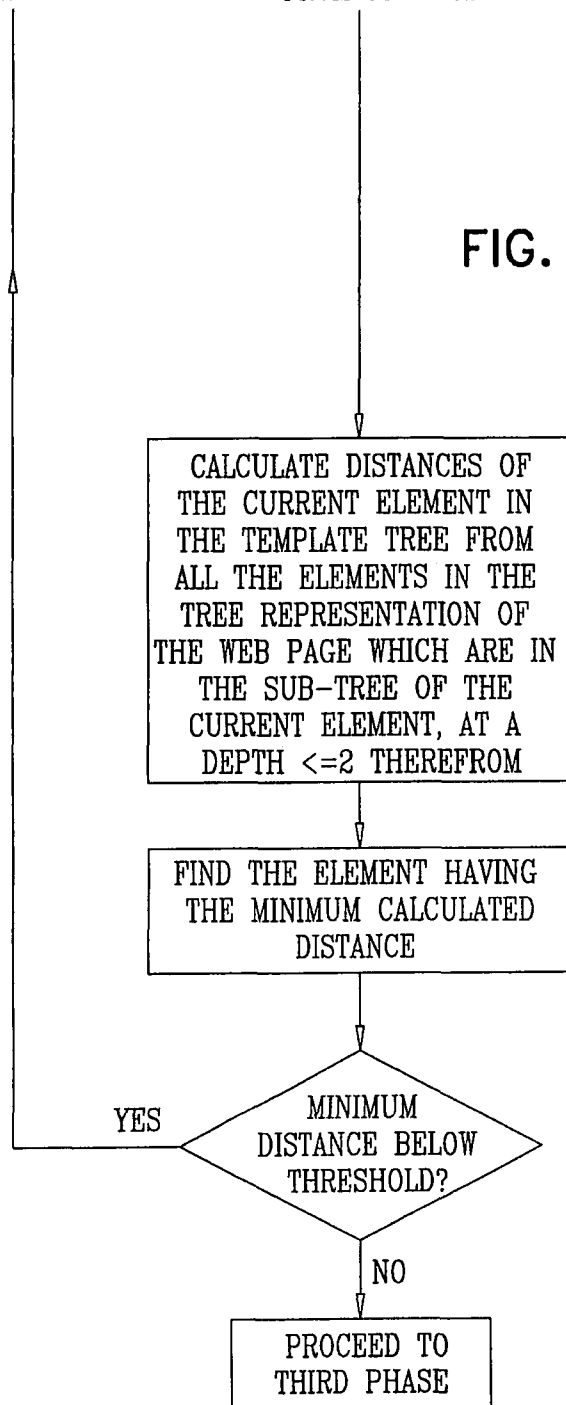 FIG.
CALCULATE DISTANCES OF
THE CURRENT ELEMENT IN
THE TEMPLATE TREE FROM
ALL THE ELEMENTS IN THE
TREE REPRESENTATION OF
THE WEB PAGE WHICH ARE IN
THE SUB-TREE OF THE
CURRENT ELEMENT, AT A
DEPTH <=2 THEREFROM
FIND THE ELEMENT HAVING
THE MINIMUM CALCULATED
DISTANCE
YES
MINIMUM
DISTANCE BELOW
THRESHOLD?
NO
PROCEED TO
THIRD PHASE